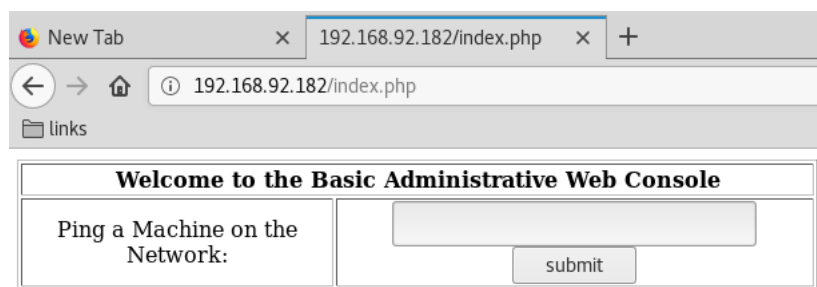 New Tab
192.168.92.182/index.php
192.168.92.182/index.php
links
Welcome to the Basic Administrative Web Console
Ping a Machine on the
Network:
submit